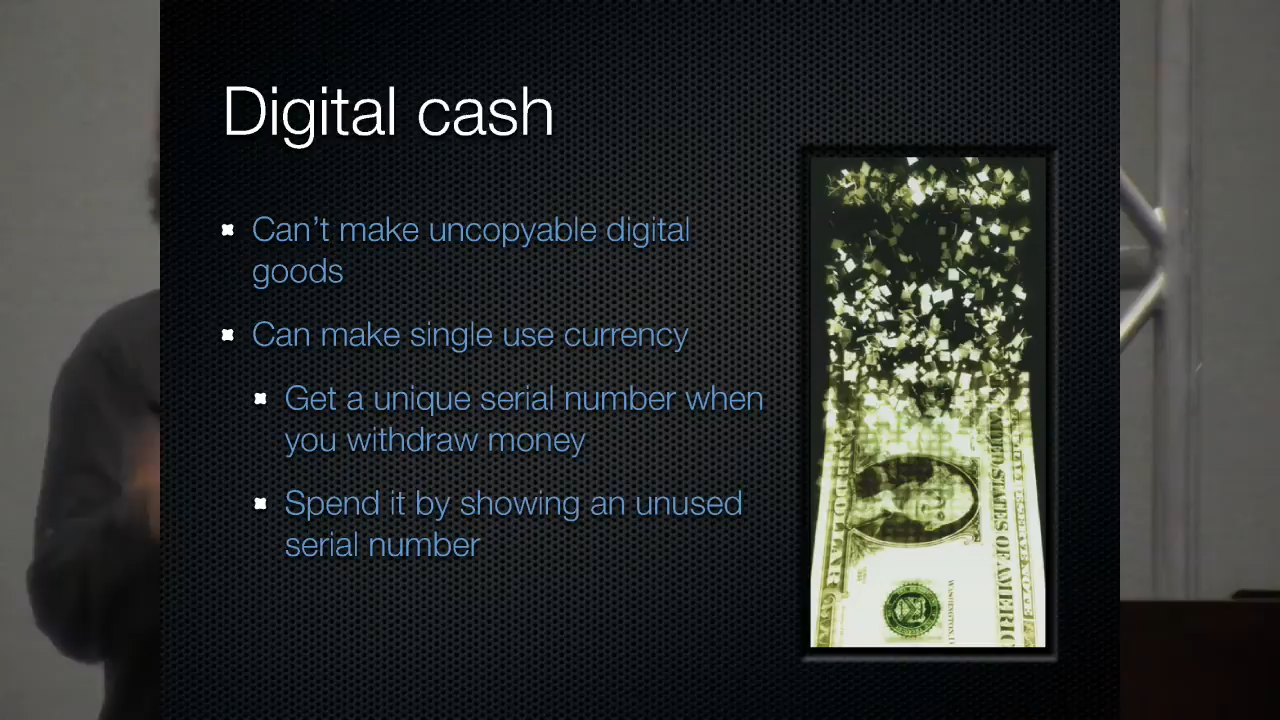 Digital cash
Can't make uncopyable digital
goods
Can make single use currency
Get a unique serial number when
you withdraw money
Spend it by showing an unused
serial number